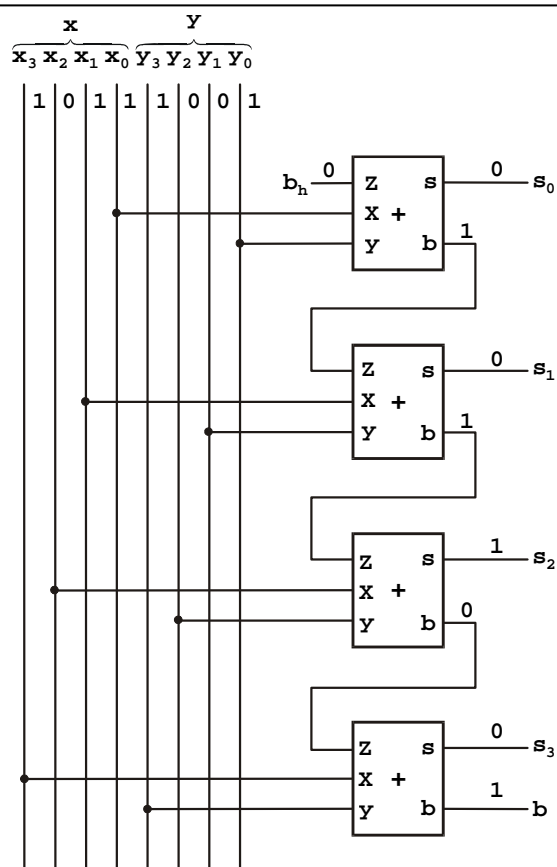 x y
x₃ x₂ x₁ x₀ y₃ y₂ y₁ y₀
1 0 1 1 1 0 0 1
bₕ 0 z s 0 s₀
x +
y b 1
z s 0 s₁
x +
y b 1
z s 1 s₂
x +
y b 0
z s 0 s₃
x +
y b 1 b